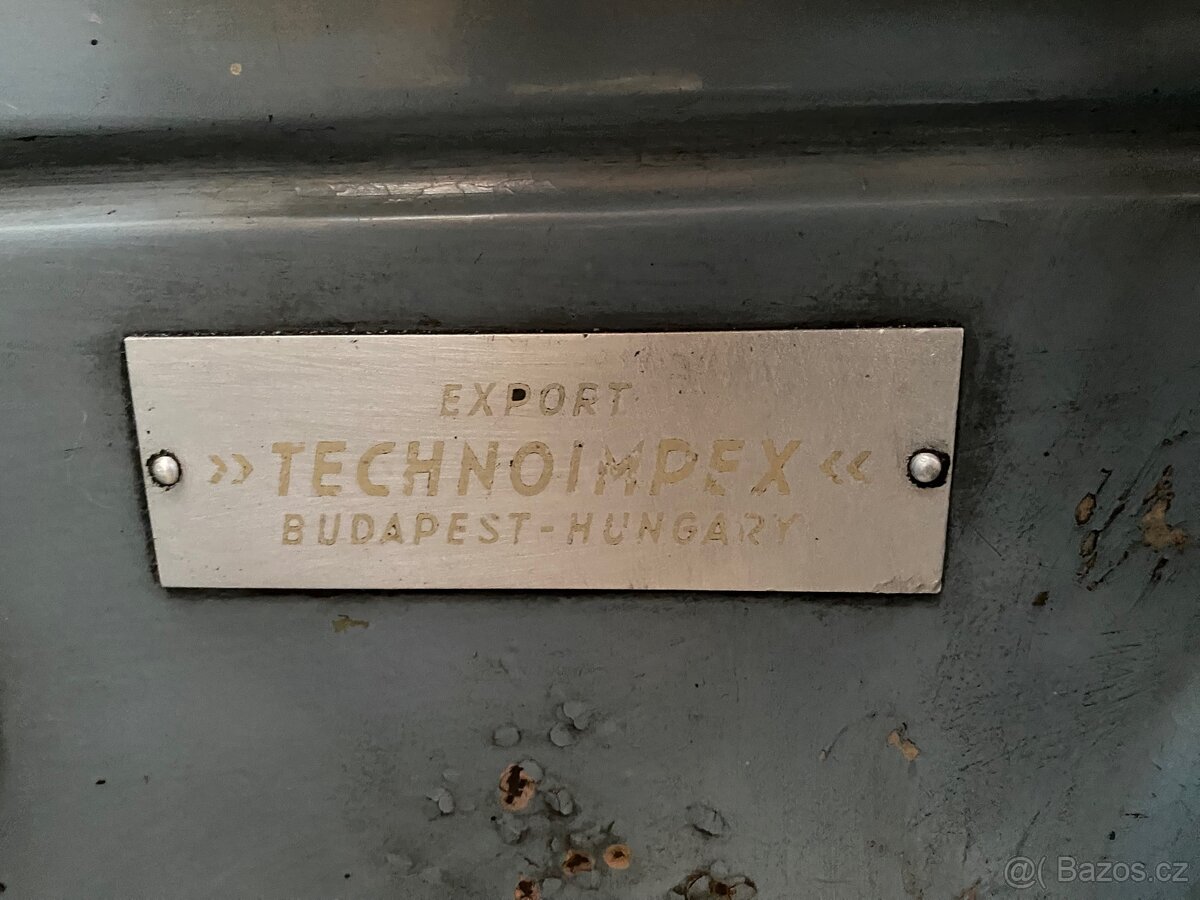 EXPORT
»TECHNOIMPEX«
BUDAPEST-HUNGARY
@( Bazos.cz